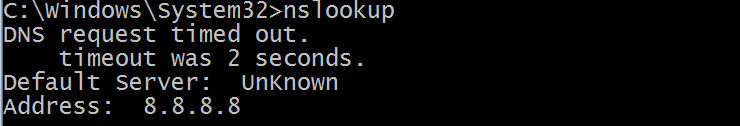 C:\Windows\System32>nslookup
DNS request timed out.
    timeout was 2 seconds.
Default Server:  UnKnown
Address:  8.8.8.8